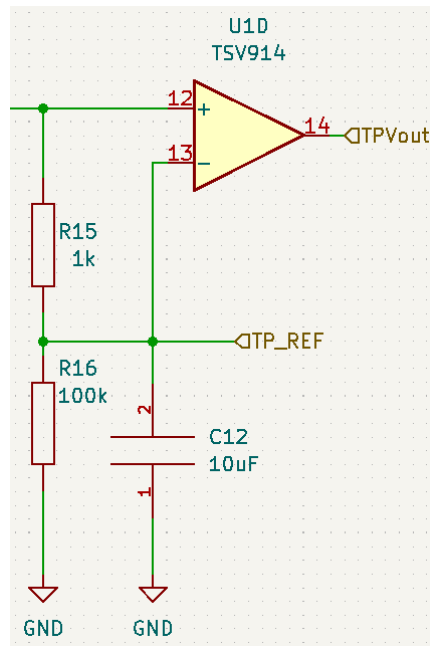 U1D
TSV914
12
+
14
TPVout
13
−
R15
1k
TP_REF
R16
100k
2
C12
10uF
1
GND
GND